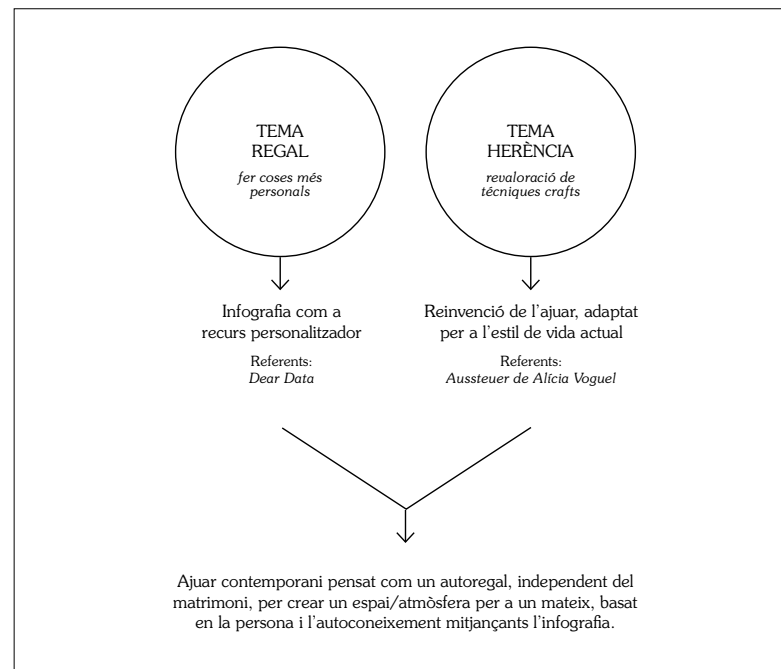 TEMA
REGAL
fer coses més
personals
TEMA
HERÈNCIA
revaloració de
técniques crafts
Infografia com a
recurs personalitzador
Referents:
Dear Data
Reinvenció de l'ajuar, adaptat
per a l'estil de vida actual
Referents:
Aussteuer de Alícia Voguel
Ajuar contemporani pensat com un autoregal, independent del
matrimoni, per crear un espai/atmòsfera per a un mateix, basat
en la persona i l'autoconeixement mitjançants l'infografia.